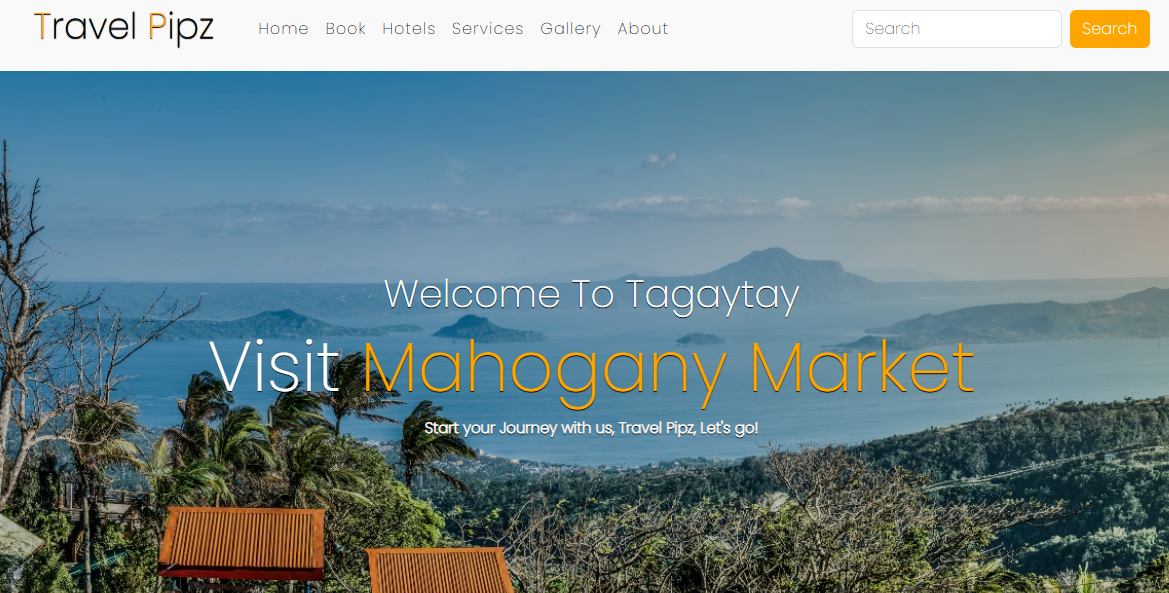 Travel Pipz
Home Book Hotels Services Gallery About
Search
Search
Welcome To Tagaytay
Visit Mahogany Market
Start your Journey with us, Travel Pipz, Let's go!